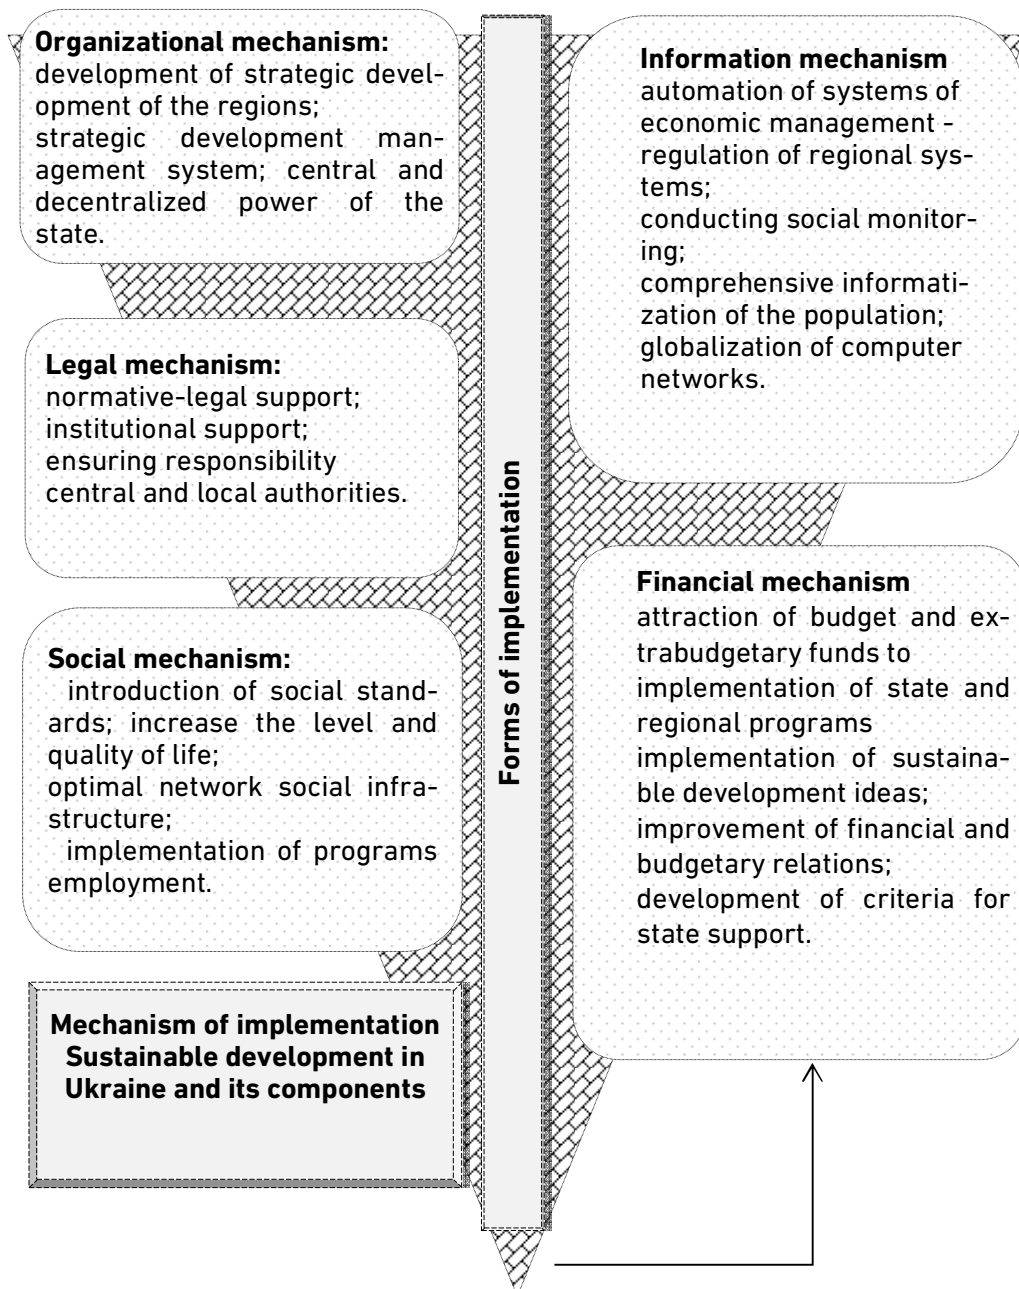 Organizational mechanism:
development of strategic devel-
opment of the regions;
strategic development man-
agement system; central and
decentralized power of the
state.
Legal mechanism:
normative-legal support;
institutional support;
ensuring responsibility
central and local authorities.
Social mechanism:
introduction of social stand-
ards; increase the level and
quality of life;
optimal network social infra-
structure;
implementation of programs
employment.
Mechanism of implementation
Sustainable development in
Ukraine and its components
Forms of implementation
Information mechanism
automation of systems of
economic management -
regulation of regional sys-
tems;
conducting social monitor-
ing;
comprehensive informati-
zation of the population;
globalization of computer
networks.
Financial mechanism
attraction of budget and ex-
trabudgetary funds to
implementation of state and
regional programs
implementation of sustaina-
ble development ideas;
improvement of financial and
budgetary relations;
development of criteria for
state support.